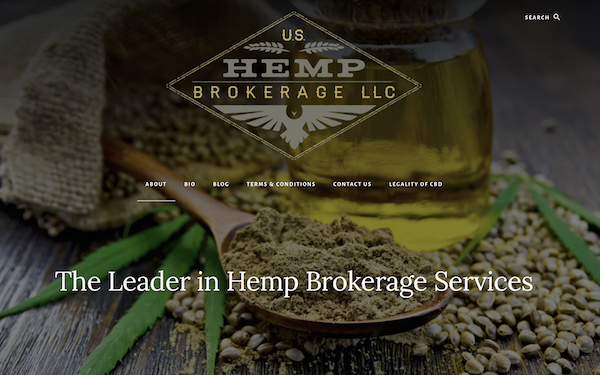 SEARCH
U.S.
HEMP
BROKERAGE LLC
ABOUT BIO BLOG TERMS & CONDITIONS CONTACT US LEGALITY OF CBD
The Leader in Hemp Brokerage Services